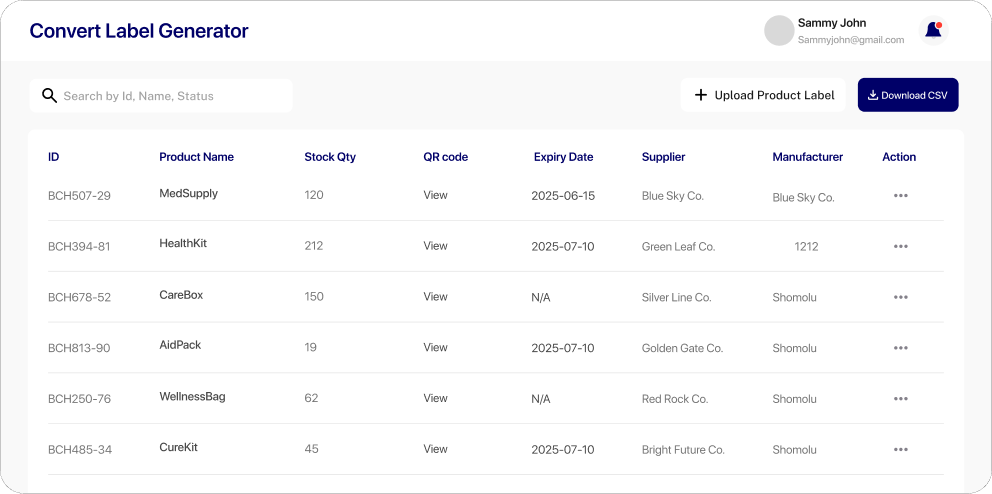 Convert Label Generator
Sammy John
Sammyjohn@gmail.com
Search by Id, Name, Status
Upload Product Label
Download CSV
ID Product Name Stock Qty QR code Expiry Date Supplier Manufacturer Action
BCH507-29 MedSupply 120 View 2025-06-15 Blue Sky Co. Blue Sky Co.
BCH394-81 HealthKit 212 View 2025-07-10 Green Leaf Co. 1212
BCH678-52 CareBox 150 View N/A Silver Line Co. Shomolu
BCH813-90 AidPack 19 View 2025-07-10 Golden Gate Co. Shomolu
BCH250-76 WellnessBag 62 View N/A Red Rock Co. Shomolu
BCH485-34 CureKit 45 View 2025-07-10 Bright Future Co. Shomolu